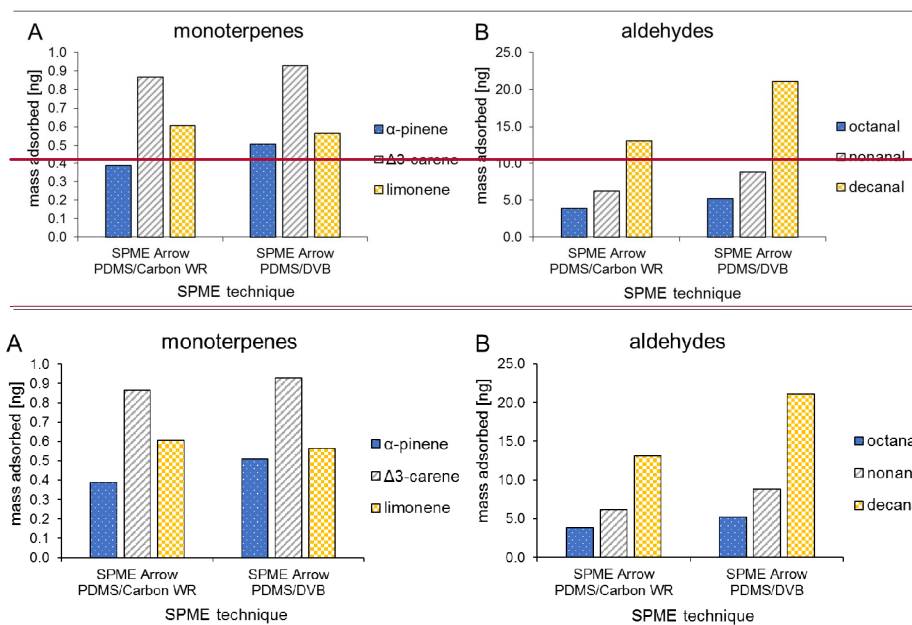 A
monoterpenes
mass adsorbed [ng]
1.0
0.9
0.8
0.7
0.6
0.5
0.4
0.3
0.2
0.1
0.0
SPME Arrow
PDMS/Carbon WR
SPME Arrow
PDMS/DVB
SPME technique
α-pinene
Δ3-carene
limonene
B
aldehydes
mass adsorbed [ng]
25.0
20.0
15.0
10.0
5.0
0.0
SPME Arrow
PDMS/Carbon WR
SPME Arrow
PDMS/DVB
SPME technique
octanal
nonanal
decanal
A
monoterpenes
mass adsorbed [ng]
1.0
0.9
0.8
0.7
0.6
0.5
0.4
0.3
0.2
0.1
0.0
SPME Arrow
PDMS/Carbon WR
SPME Arrow
PDMS/DVB
SPME technique
α-pinene
Δ3-carene
limonene
B
aldehydes
mass adsorbed [ng]
25.0
20.0
15.0
10.0
5.0
0.0
SPME Arrow
PDMS/Carbon WR
SPME Arrow
PDMS/DVB
SPME technique
octana
nonan
decan